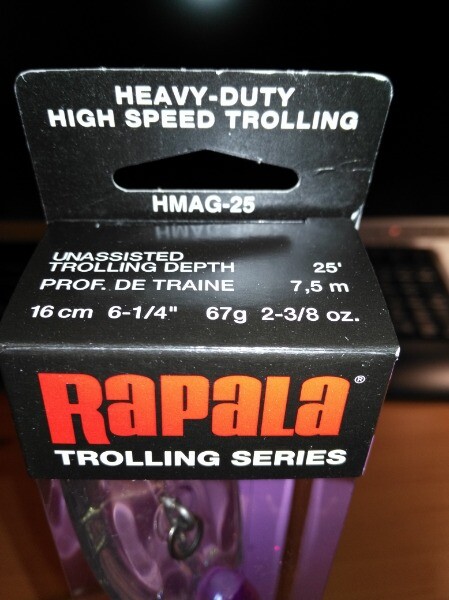 HEAVY-DUTY
HIGH SPEED TROLLING
HMAG-25
UNASSISTED
TROLLING DEPTH 25'
PROF. DE TRAINE 7,5 m
16 cm 6-1/4" 67g 2-3/8 oz.
Rapala®
TROLLING SERIES